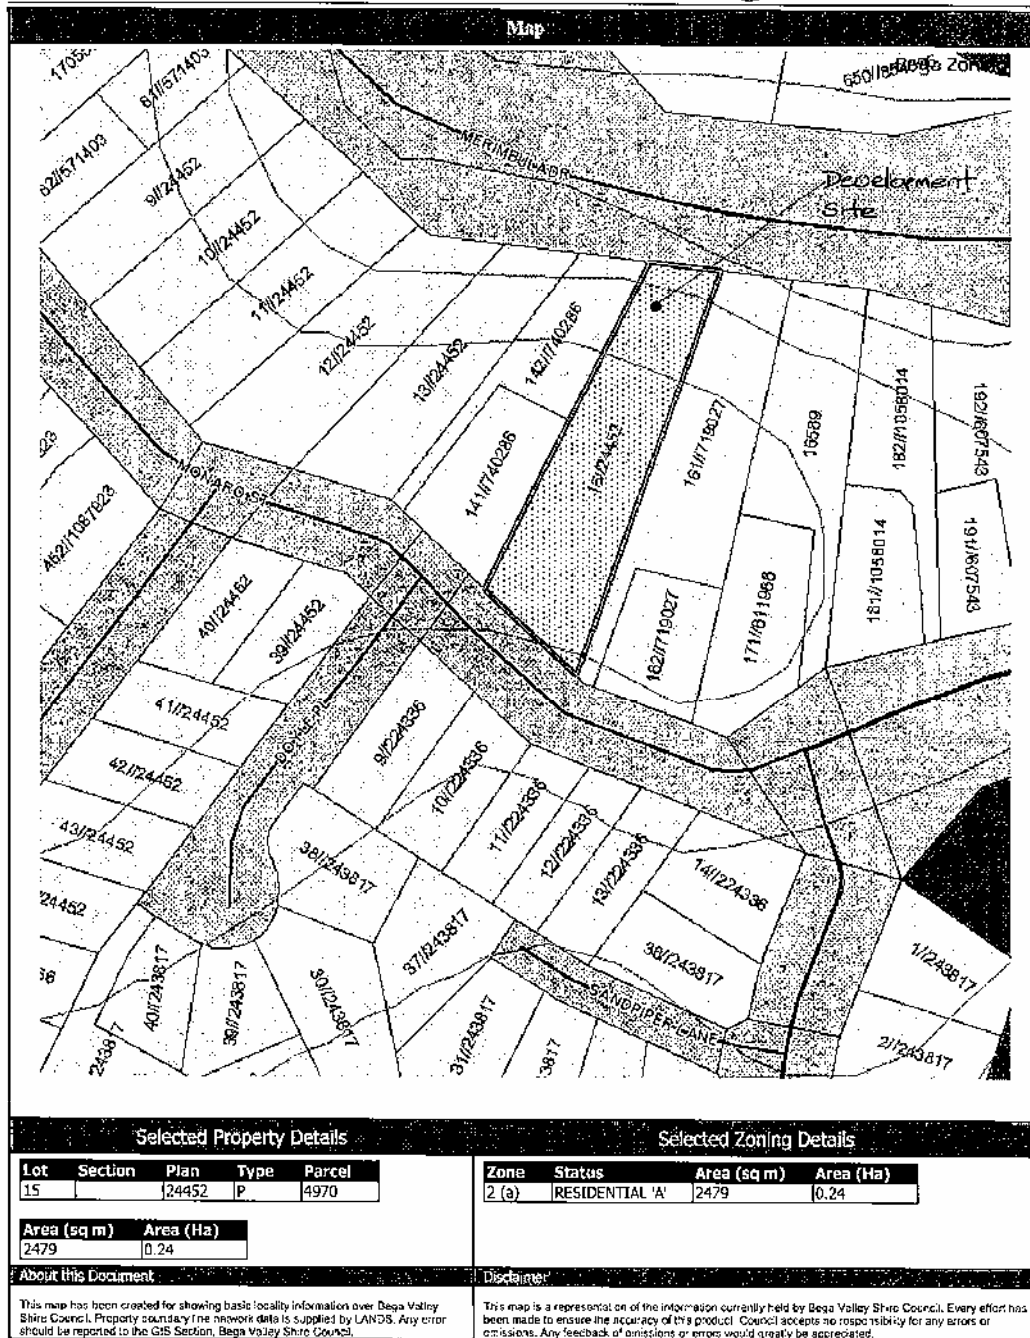 Map
17055
61//571403
62//571403
9//24452
10//24452
11//24452
12//24452
13//24452
142//740286
141//740286
15//24452
161//719027
162//719027
16589
171//611988
182//1058014
181//1058014
192//607543
191//607543
MERIMBULA DR
Development
Site
MONARO ST
462//1087823
40//24452
39//24452
41//24452
42//24452
43//24452
/24452
9//224336
10//224336
11//224336
12//224336
13//224336
14//224336
38//243817
37//243817
38//243817
40//243817
39//243817
30//243817
31//243817
243817
SANDPIPER LANE
1//243817
2//243817
Selected Property Details
Lot Section Plan Type Parcel
15 24452 P 4970
Area (sq m) Area (Ha)
2479 0.24
Selected Zoning Details
Zone Status Area (sq m) Area (Ha)
2 (a) RESIDENTIAL 'A' 2479 0.24
About this Document
This map has been created for showing basic locality information over Bega Valley
Shire Council. Property boundary line network data is supplied by LANDS. Any error
should be reported to the GIS Section, Bega Valley Shire Council.
Disclaimer
This map is a representation of the information currently held by Bega Valley Shire Council. Every effort has
been made to ensure the accuracy of this product. Council accepts no responsibility for any errors or
omissions. Any feedback of omissions or errors would greatly be appreciated.